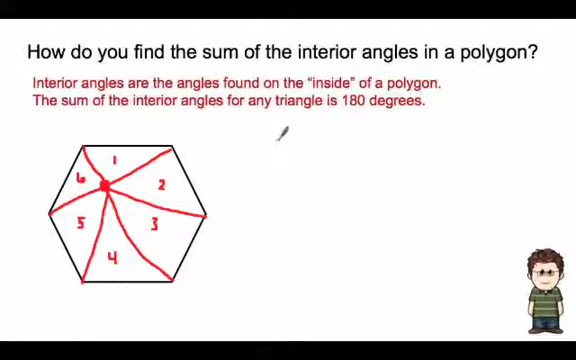 How do you find the sum of the interior angles in a polygon?
Interior angles are the angles found on the “inside” of a polygon.
The sum of the interior angles for any triangle is 180 degrees.
1
6
2
5
3
4